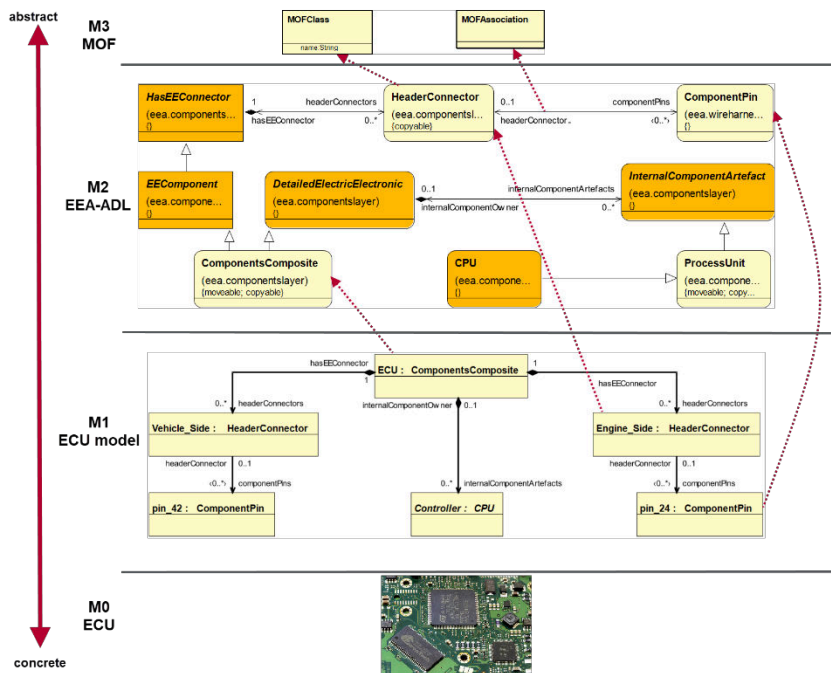 abstract
M3
MOF
MOFClass
name:String
MOFAssociation
HasEEConnector
(eea.components...
{}
1
headerConnectors
hasEEConnector
0..*
HeaderConnector
(eea.componentsl...
{copyable}
0..1
componentPins
headerConnector.
‹0..*›
ComponentPin
(eea.wireharne...
{}
M2
EEA-ADL
EEComponent
(eea.compone...
{}
DetailedElectricElectronic
(eea.componentslayer)
{}
0..1
internalComponentArtefacts
internalComponentOwner
0..*
InternalComponentArtefact
(eea.componentslayer)
{}
ComponentsComposite
(eea.componentslayer)
{moveable; copyable}
CPU
(eea.compone...
{}
ProcessUnit
(eea.compone...
{moveable; copy...
M1
ECU model
hasEEConnector
1
ECU : ComponentsComposite
1
hasEEConnector
internalComponentOwner
0..1
0..*
headerConnectors
0..*
headerConnectors
Vehicle_Side : HeaderConnector
Engine_Side : HeaderConnector
headerConnector
0..1
headerConnector
0..1
‹0..*›
componentPins
0..*
internalComponentArtefacts
‹0..*›
componentPins
pin_42 : ComponentPin
Controller : CPU
pin_24 : ComponentPin
M0
ECU
concrete